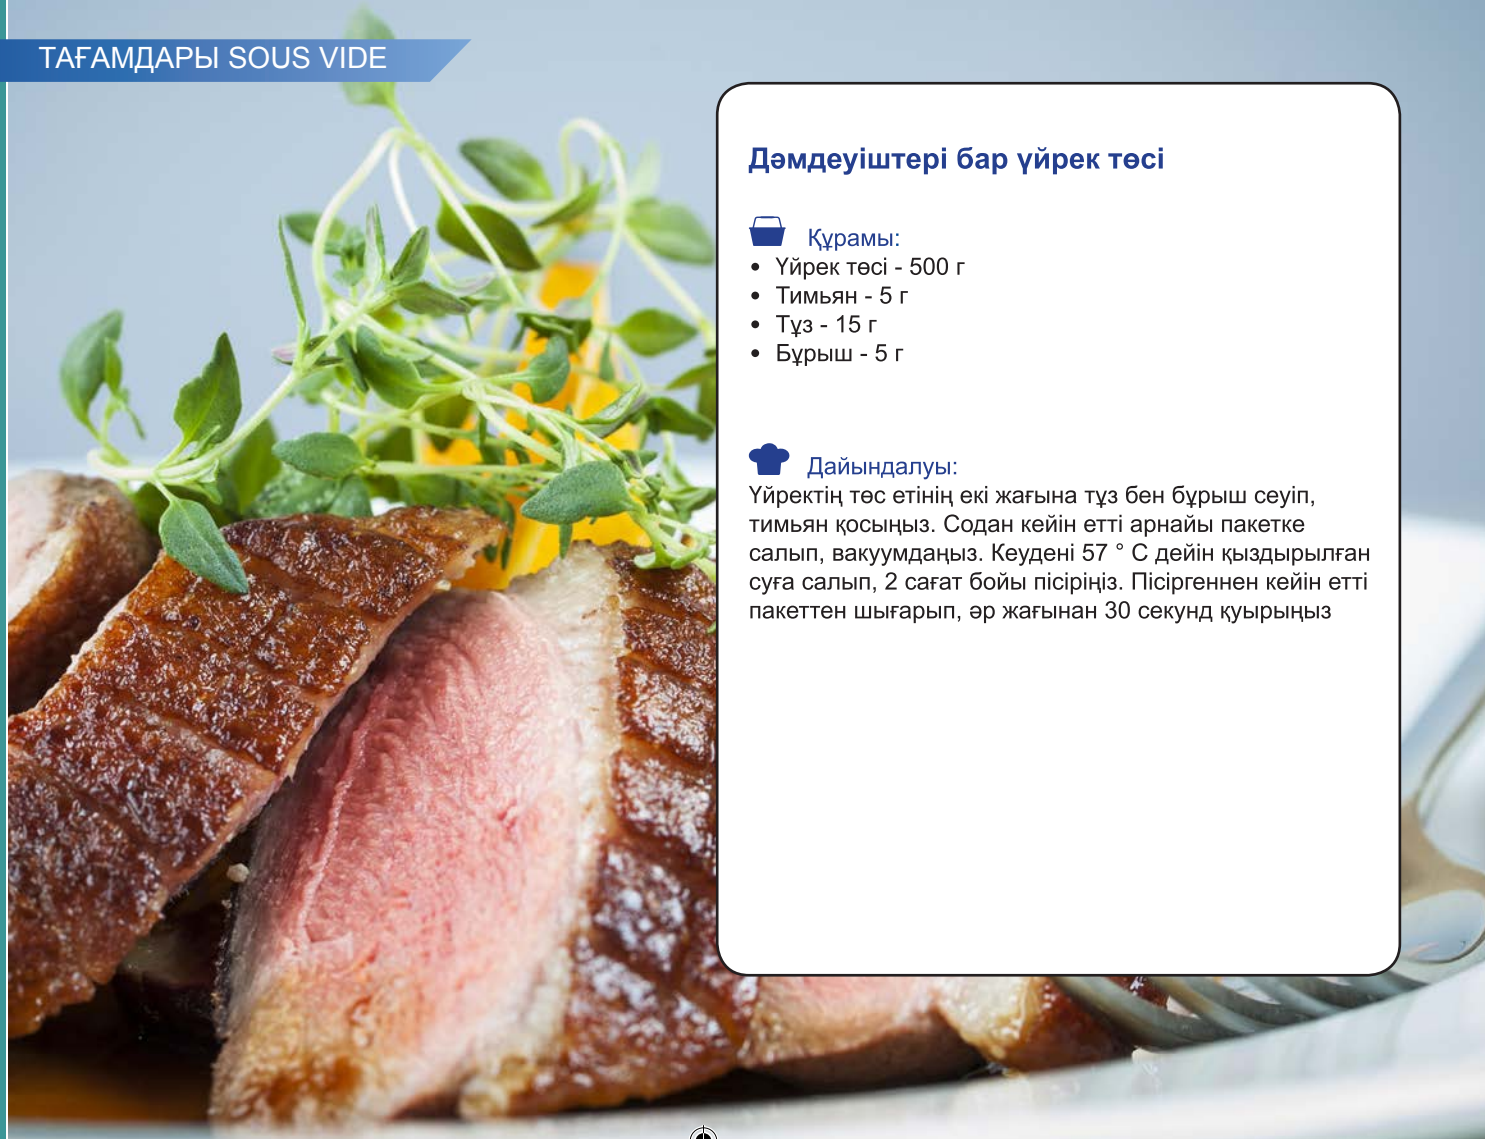 ТАҒАМДАРЫ SOUS VIDE
Дәмдеуіштері бар үйрек төсі
Құрамы:
• Үйрек төсі - 500 г
• Тимьян - 5 г
• Тұз - 15 г
• Бұрыш - 5 г
Дайындалуы:
Үйректің төс етінің екі жағына тұз бен бұрыш сеуіп,
тимьян қосыңыз. Содан кейін етті арнайы пакетке
салып, вакуумдаңыз. Кеудені 57 ° С дейін қыздырылған
суға салып, 2 сағат бойы пісіріңіз. Пісіргеннен кейін етті
пакеттен шығарып, әр жағынан 30 секунд қуырыңыз